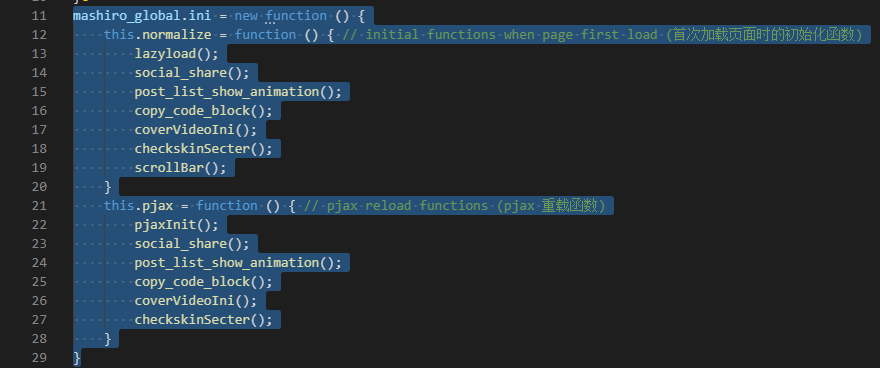 11 mashiro_global.ini = new function () {
12 this.normalize = function () { // initial functions when page first load (首次加载页面时的初始化函数)
13 lazyload();
14 social_share();
15 post_list_show_animation();
16 copy_code_block();
17 coverVideoIni();
18 checkskinSecter();
19 scrollBar();
20 }
21 this.pjax = function () { // pjax reload functions (pjax 重载函数)
22 pjaxInit();
23 social_share();
24 post_list_show_animation();
25 copy_code_block();
26 coverVideoIni();
27 checkskinSecter();
28 }
29 }